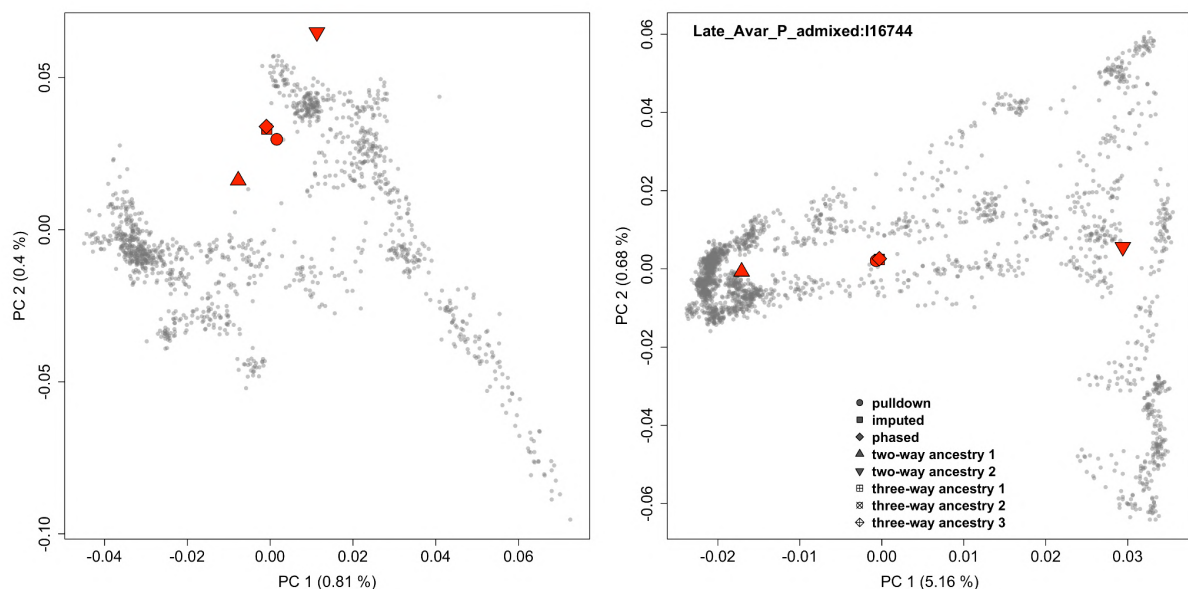 0.05
0.00
-0.05
-0.10
PC 2 (0.4 %)
-0.04
-0.02
0.00
0.02
0.04
0.06
PC 1 (0.81 %)
Late_Avar_P_admixed:I16744
0.06
0.04
0.02
0.00
-0.02
-0.04
-0.06
PC 2 (0.68 %)
pulldown
imputed
phased
two-way ancestry 1
two-way ancestry 2
three-way ancestry 1
three-way ancestry 2
three-way ancestry 3
-0.02
-0.01
0.00
0.01
0.02
0.03
PC 1 (5.16 %)